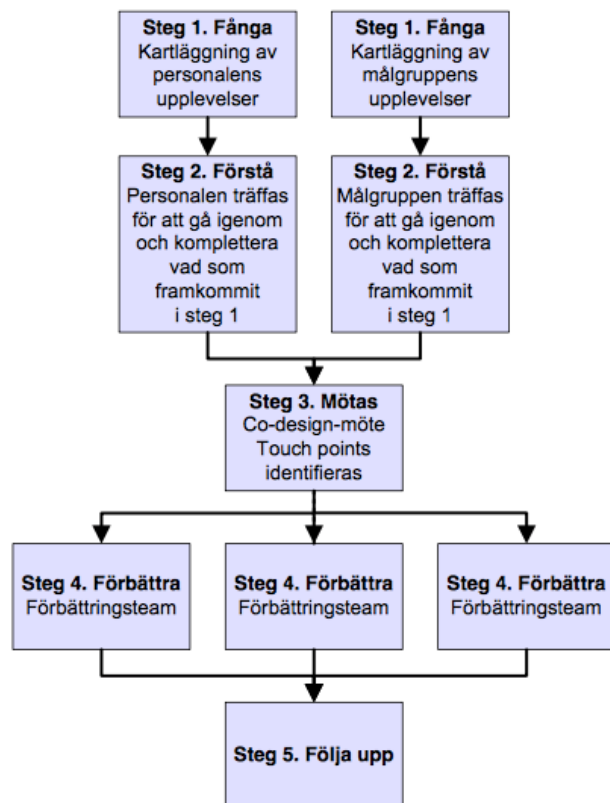 Steg 1. Fånga
Kartläggning av
personalens
upplevelser
Steg 1. Fånga
Kartläggning av
målgruppens
upplevelser
Steg 2. Förstå
Personalen träffas
för att gå igenom
och komplettera
vad som
framkommit
i steg 1
Steg 2. Förstå
Målgruppen träffas
för att gå igenom
och komplettera
vad som
framkommit
i steg 1
Steg 3. Mötas
Co-design-möte
Touch points
identifieras
Steg 4. Förbättra
Förbättringsteam
Steg 4. Förbättra
Förbättringsteam
Steg 4. Förbättra
Förbättringsteam
Steg 5. Följa upp